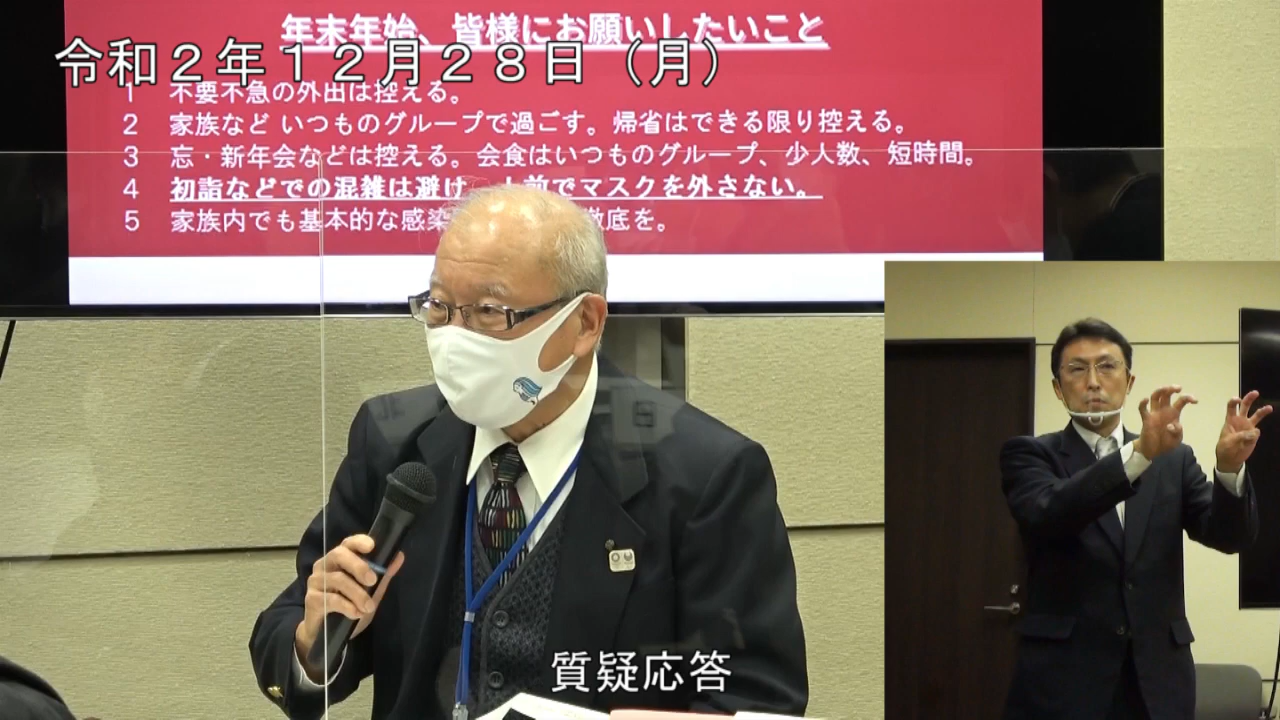 年末年始、皆様にお願いしたいこと
令和２年１２月２８日（月）
1 不要不急の外出は控える。
2 家族など いつものグループで過ごす。帰省はできる限り控える。
3 忘・新年会などは控える。会食はいつものグループ、少人数、短時間。
4 初詣などでの混雑は避け 人前でマスクを外さない。
5 家族内でも基本的な感染 徹底を。
質疑応答